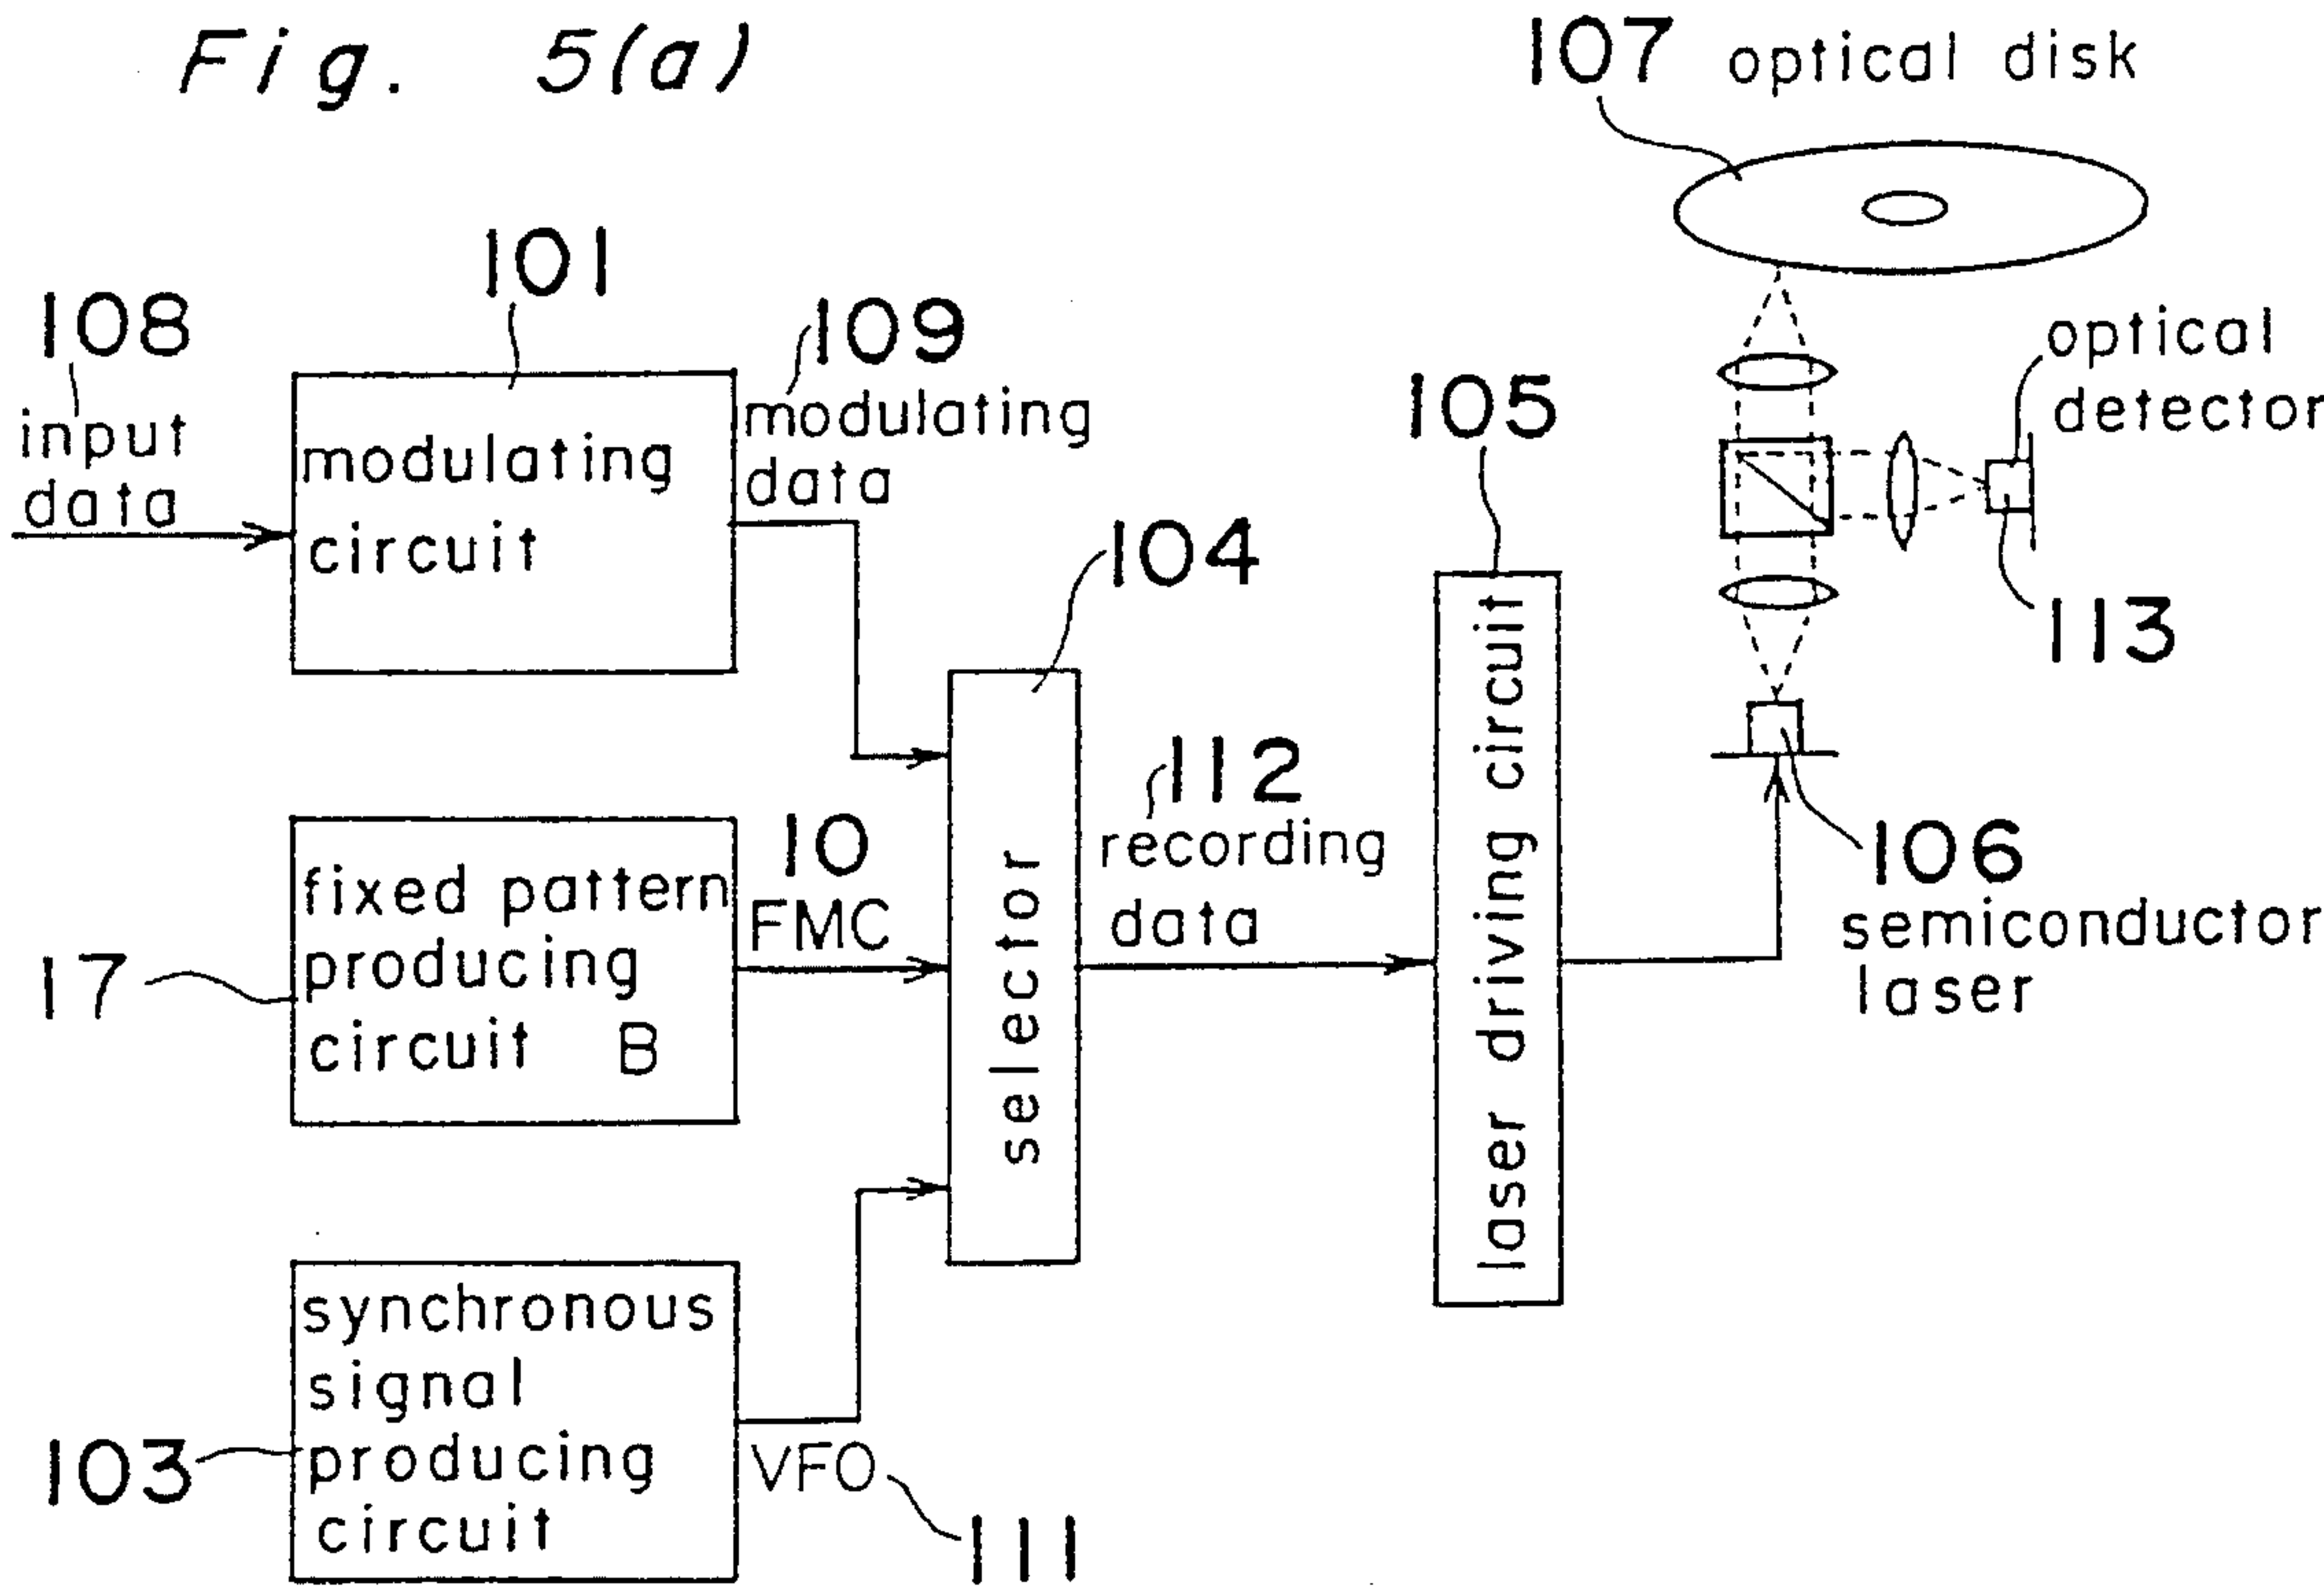 Fig. 5(a)
107 optical disk
101
108
input
data
modulating
circuit
109
modulating
data
105
optical
detector
104
113
17
fixed pattern
producing
circuit B
10
FMC
selector
112
recording
data
laser driving circuit
106
semiconductor
laser
103
synchronous
signal
producing
circuit
VFO
111